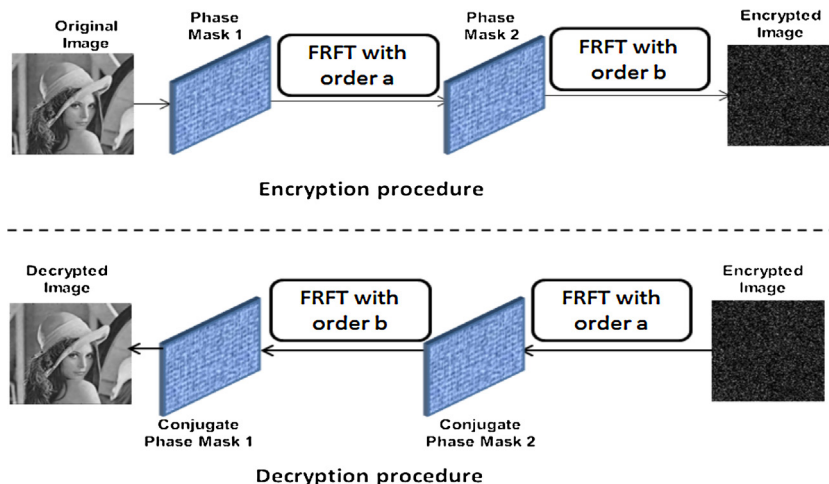 Original
Image
Phase
Mask 1
FRFT with
order a
Phase
Mask 2
FRFT with
order b
Encrypted
Image
Encryption procedure
Decrypted
Image
FRFT with
order b
FRFT with
order a
Encrypted
Image
Conjugate
Phase Mask 1
Conjugate
Phase Mask 2
Decryption procedure